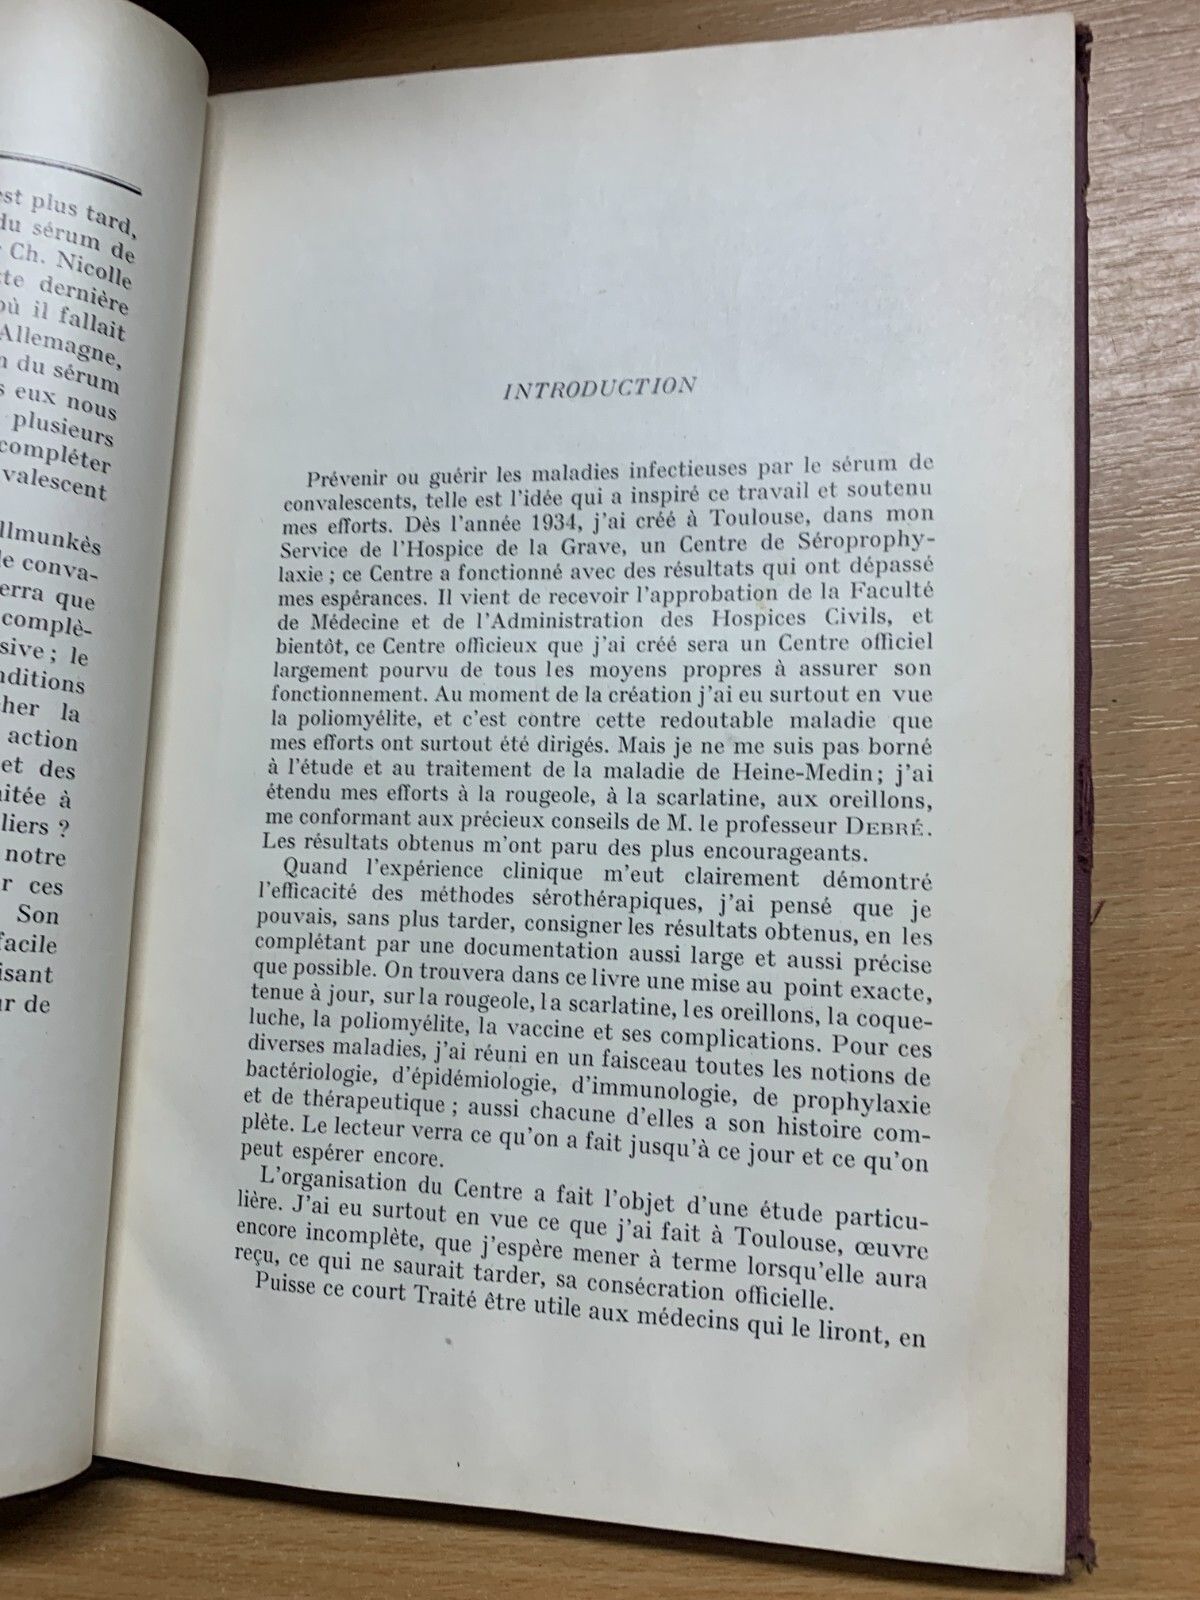 est plus tard,
du sérum de
Ch. Nicolle
dernière
où il fallait
Allemagne,
du sérum
eux nous
plusieurs
compléter
valescent
llmunkès
de conva-
erra que
complè-
sive ; le
nditions
her la
action
et des
itée à
liers ?
notre
r ces
Son
facile
isant
r de
INTRODUCTION
Prévenir ou guérir les maladies infectieuses par le sérum de
convalescents, telle est l'idée qui a inspiré ce travail et soutenu
mes efforts. Dès l'année 1934, j'ai créé à Toulouse, dans mon
Service de l'Hospice de la Grave, un Centre de Séroprophy-
laxie ; ce Centre a fonctionné avec des résultats qui ont dépassé
mes espérances. Il vient de recevoir l'approbation de la Faculté
de Médecine et de l'Administration des Hospices Civils, et
bientôt, ce Centre officieux que j'ai créé sera un Centre officiel
largement pourvu de tous les moyens propres à assurer son
fonctionnement. Au moment de la création j'ai eu surtout en vue
la poliomyélite, et c'est contre cette redoutable maladie que
mes efforts ont surtout été dirigés. Mais je ne me suis pas borné
à l'étude et au traitement de la maladie de Heine-Medin; j'ai
étendu mes efforts à la rougeole, à la scarlatine, aux oreillons,
me conformant aux précieux conseils de M. le professeur DEBRÉ.
Les résultats obtenus m'ont paru des plus encourageants.
Quand l'expérience clinique m'eut clairement démontré
l'efficacité des méthodes sérothérapiques, j'ai pensé que je
pouvais, sans plus tarder, consigner les résultats obtenus, en les
complétant par une documentation aussi large et aussi précise
que possible. On trouvera dans ce livre une mise au point exacte,
tenue à jour, sur la rougeole, la scarlatine, les oreillons, la coque-
luche, la poliomyélite, la vaccine et ses complications. Pour ces
diverses maladies, j'ai réuni en un faisceau toutes les notions de
bactériologie, d'épidémiologie, d'immunologie, de prophylaxie
et de thérapeutique ; aussi chacune d'elles a son histoire com-
plète. Le lecteur verra ce qu'on a fait jusqu'à ce jour et ce qu'on
peut espérer encore.
L'organisation du Centre a fait l'objet d'une étude particu-
lière. J'ai eu surtout en vue ce que j'ai fait à Toulouse, œuvre
encore incomplète, que j'espère mener à terme lorsqu'elle aura
reçu, ce qui ne saurait tarder, sa consécration officielle.
Puisse ce court Traité être utile aux médecins qui le liront, en